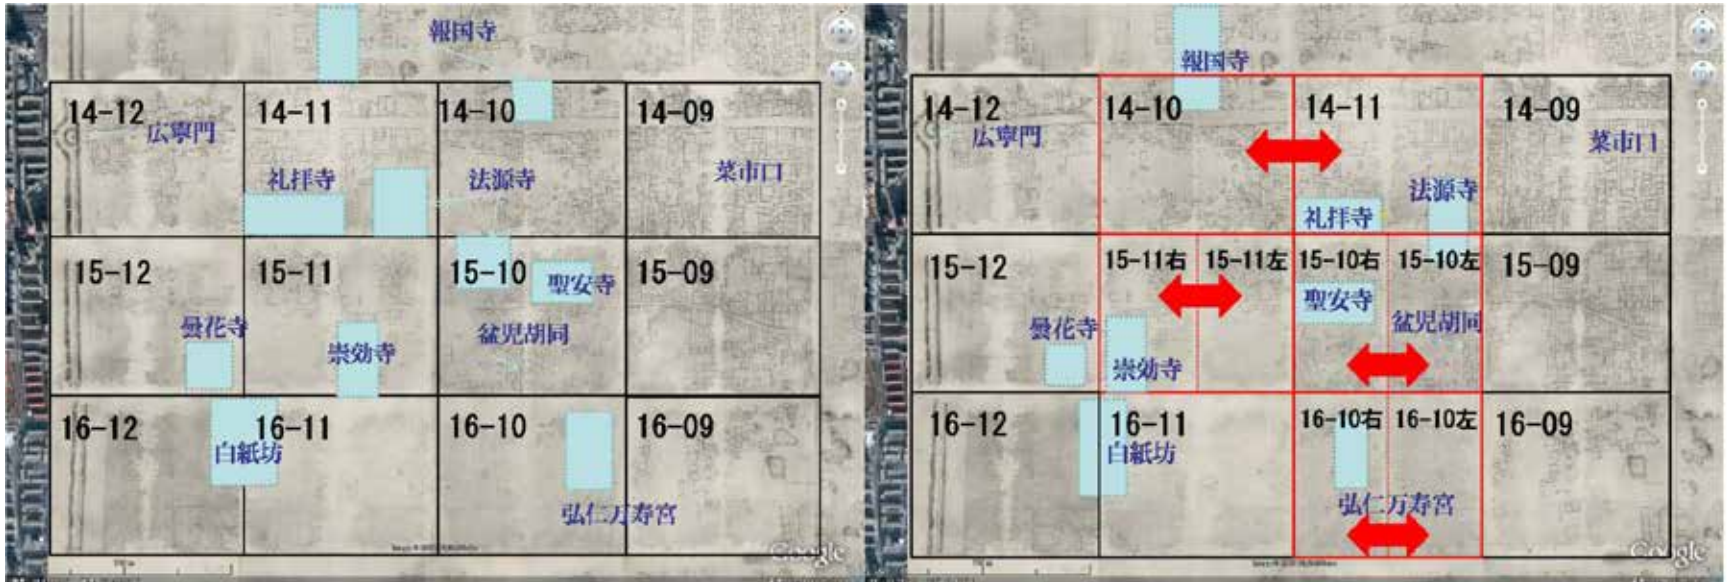 報国寺
14-12
14-11
14-10
14-09
広寧門
礼拝寺
法源寺
菜市口
15-12
15-11
15-10
15-09
聖安寺
曇花寺
崇効寺
盆児胡同
16-12
16-11
16-10
16-09
白紙坊
弘仁万寿宮
Google
報国寺
14-12
14-10
14-11
14-09
広寧門
菜市口
法源寺
礼拝寺
15-12
15-11右
15-11左
15-10右
15-10左
15-09
聖安寺
曇花寺
盆児胡同
崇効寺
16-12
16-11
16-10右
16-10左
16-09
白紙坊
弘仁万寿宮
Google